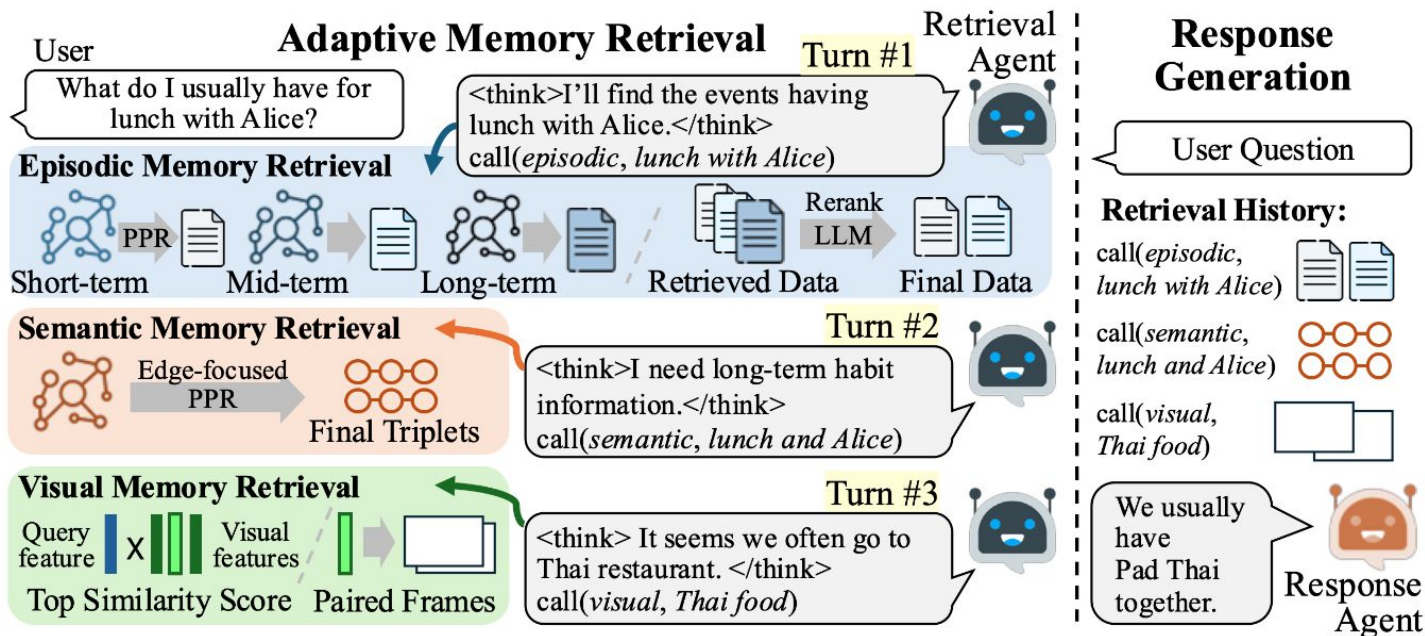 Adaptive Memory Retrieval
User
What do I usually have for
lunch with Alice?
Turn #1
Retrieval
Agent
<think>I'll find the events having
lunch with Alice.</think>
call(episodic, lunch with Alice)
Episodic Memory Retrieval
PPR
Short-term
Mid-term
Long-term
Rerank
LLM
Retrieved Data
Final Data
Semantic Memory Retrieval
Edge-focused
PPR
Final Triplets
Turn #2
<think>I need long-term habit
information.</think>
call(semantic, lunch and Alice)
Visual Memory Retrieval
Query
feature
X
Visual
features
Top Similarity Score
Paired Frames
Turn #3
<think> It seems we often go to
Thai restaurant. </think>
call(visual, Thai food)
Response
Generation
User Question
Retrieval History:
call(episodic,
lunch with Alice)
call(semantic,
lunch and Alice)
call(visual,
Thai food)
We usually
have
Pad Thai
together.
Response
Agent